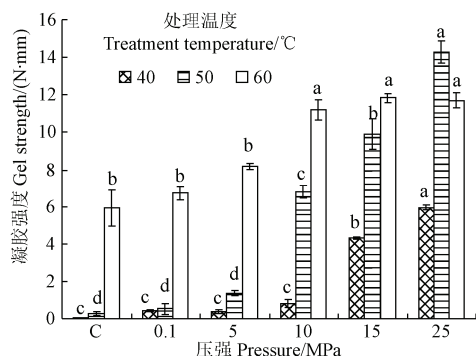 处理温度
Treatment temperature/℃
40 50 60
凝胶强度 Gel strength/(N·mm)
16
14
12
10
8
6
4
2
0
c d b
c c b
c d b
c c a
b b a
a a a
C 0.1 5 10 15 25
压强 Pressure/MPa